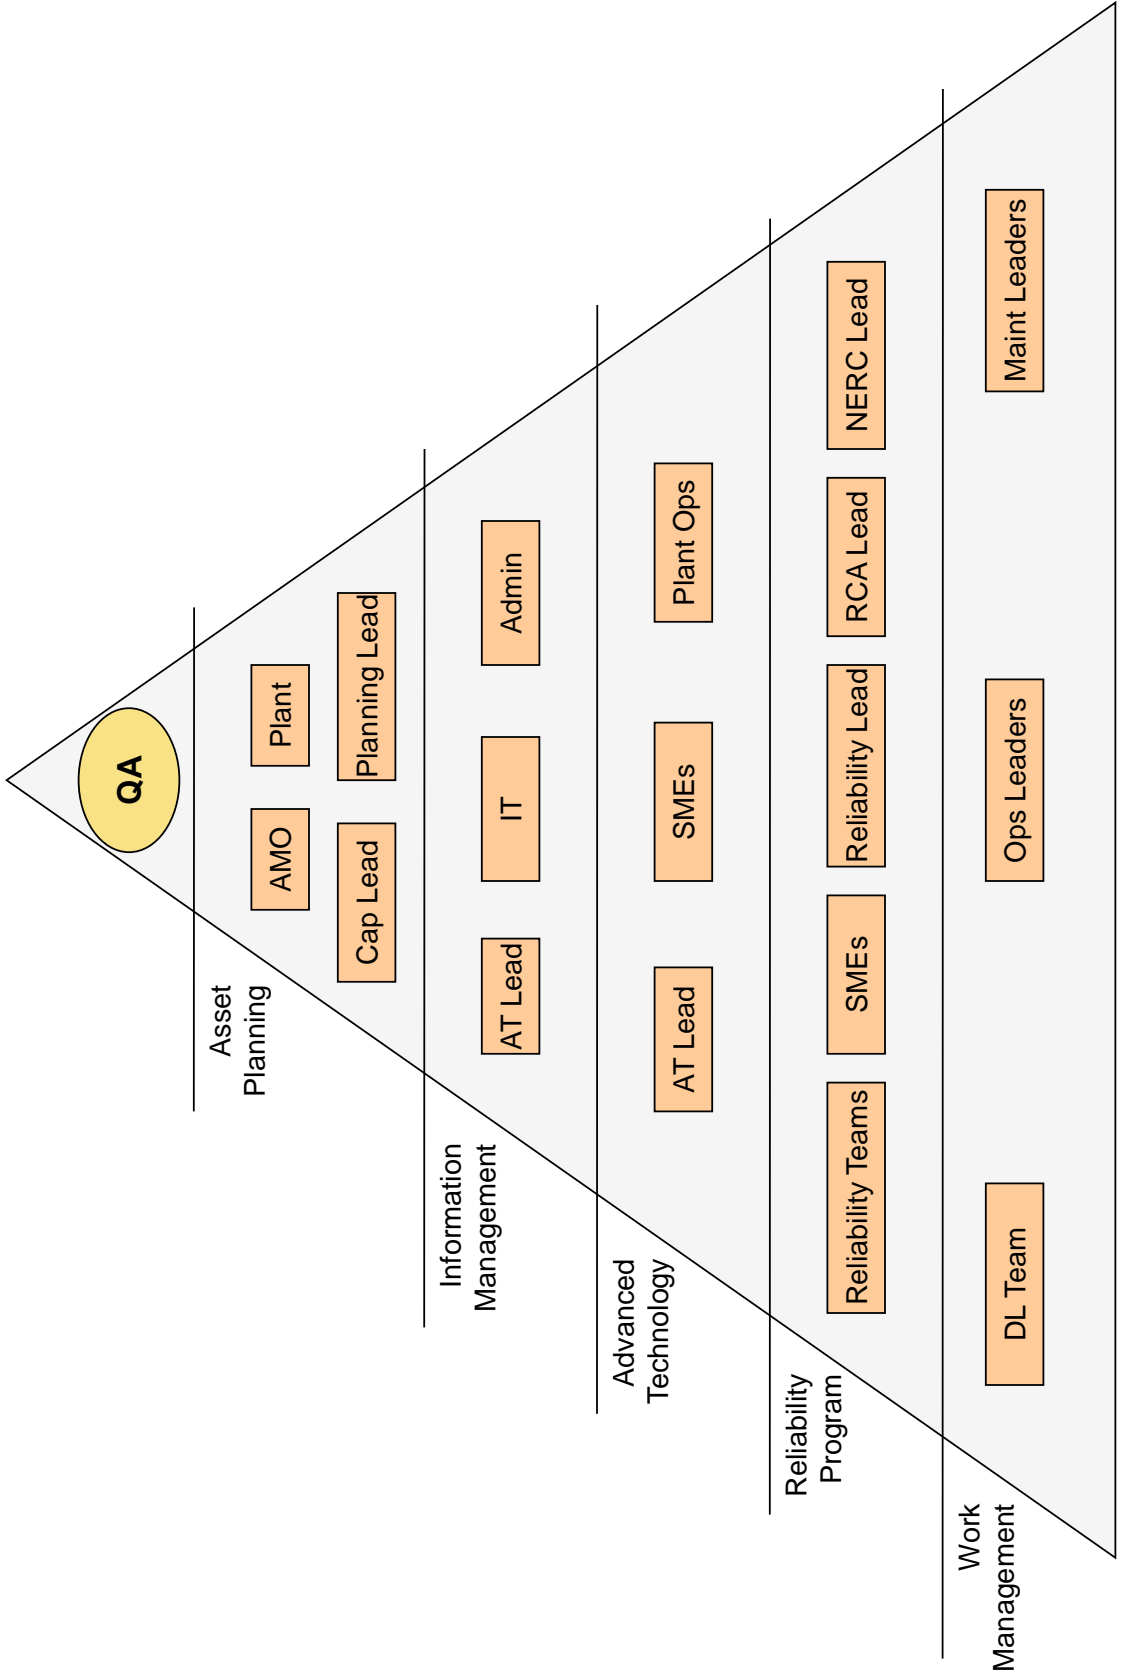 QA
Asset
Planning
AMO
Plant
Cap Lead
Planning Lead
Information
Management
AT Lead
IT
Admin
Advanced
Technology
AT Lead
SMEs
Plant Ops
Reliability
Program
Reliability Teams
SMEs
Reliability Lead
RCA Lead
NERC Lead
Work
Management
DL Team
Ops Leaders
Maint Leaders